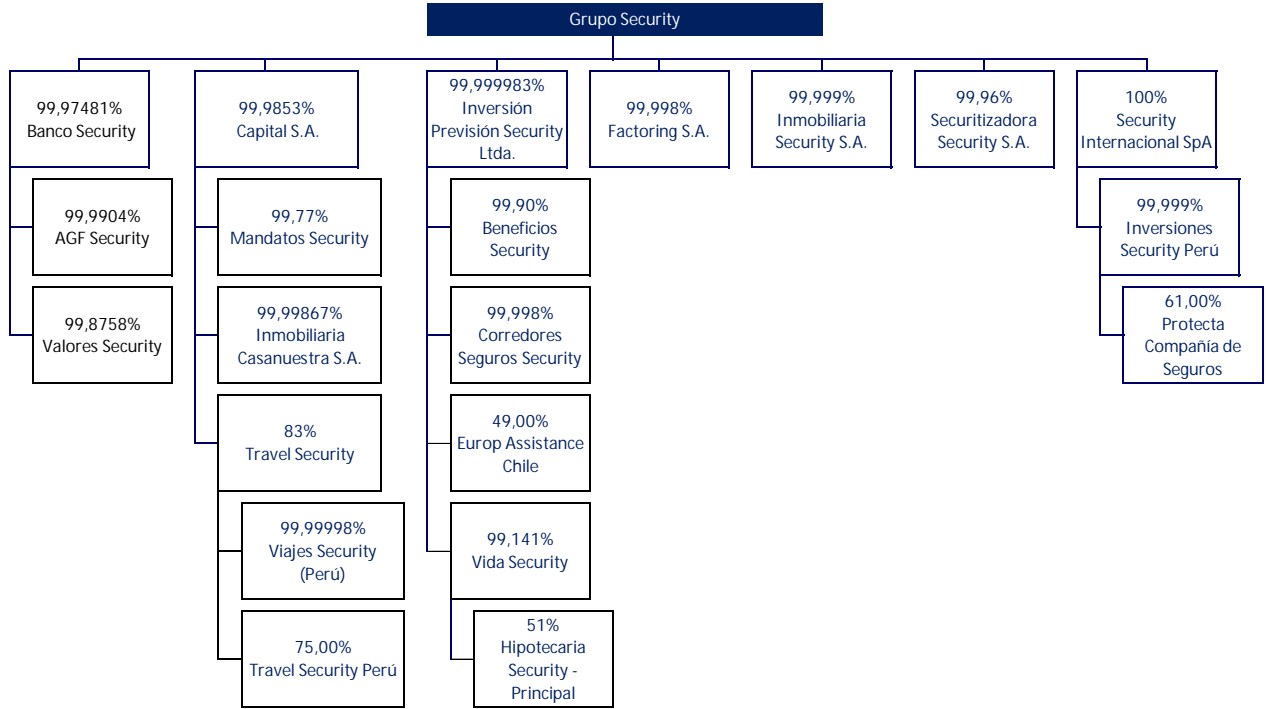 Grupo Security
99,97481%
Banco Security
99,9853%
Capital S.A.
99,999983%
Inversión
Previsión Security
Ltda.
99,998%
Factoring S.A.
99,999%
Inmobiliaria
Security S.A.
99,96%
Securitizadora
Security S.A.
100%
Security
Internacional SpA
99,9904%
AGF Security
99,77%
Mandatos Security
99,90%
Beneficios
Security
99,999%
Inversiones
Security Perú
99,8758%
Valores Security
99,99867%
Inmobiliaria
Casanuestra S.A.
99,998%
Corredores
Seguros Security
61,00%
Protecta
Compañía de
Seguros
83%
Travel Security
49,00%
Europ Assistance
Chile
99,99998%
Viajes Security
(Perú)
99,141%
Vida Security
75,00%
Travel Security Perú
51%
Hipotecaria
Security -
Principal